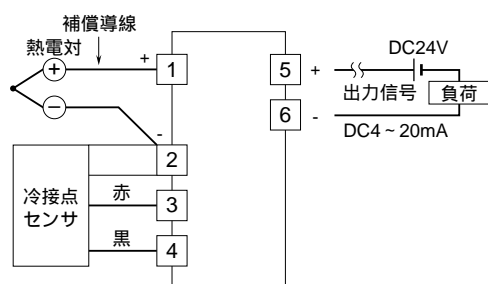 補償導線
熱電対
+
+
1
−
-
2
冷接点
センサ
赤
3
黒
4
5
+
DC24V
出力信号
負荷
6
-
DC4~20mA